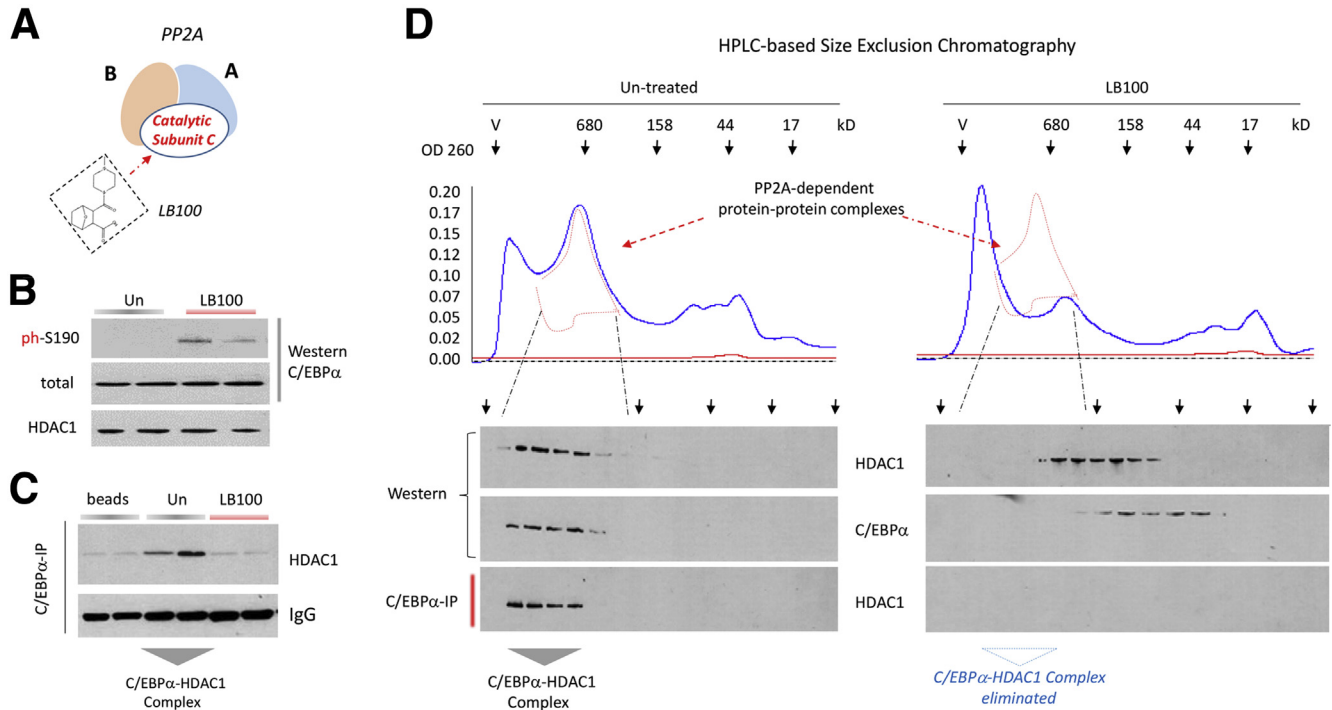 A
PP2A
B
A
Catalytic
Subunit C
LB100
B
Un
LB100
ph-S190
total
HDAC1
Western
C/EBPα
C
beads
Un
LB100
C/EBPα-IP
HDAC1
IgG
C/EBPα-HDAC1
Complex
D
HPLC-based Size Exclusion Chromatography
Un-treated
LB100
V 680 158 44 17 kD
V 680 158 44 17 kD
OD 260
0.20
0.17
0.15
0.12
0.10
0.07
0.05
0.02
0.00
PP2A-dependent
protein-protein complexes
Western
C/EBPα-IP
HDAC1
C/EBPα
HDAC1
C/EBPα-HDAC1
Complex
C/EBPα-HDAC1 Complex
eliminated